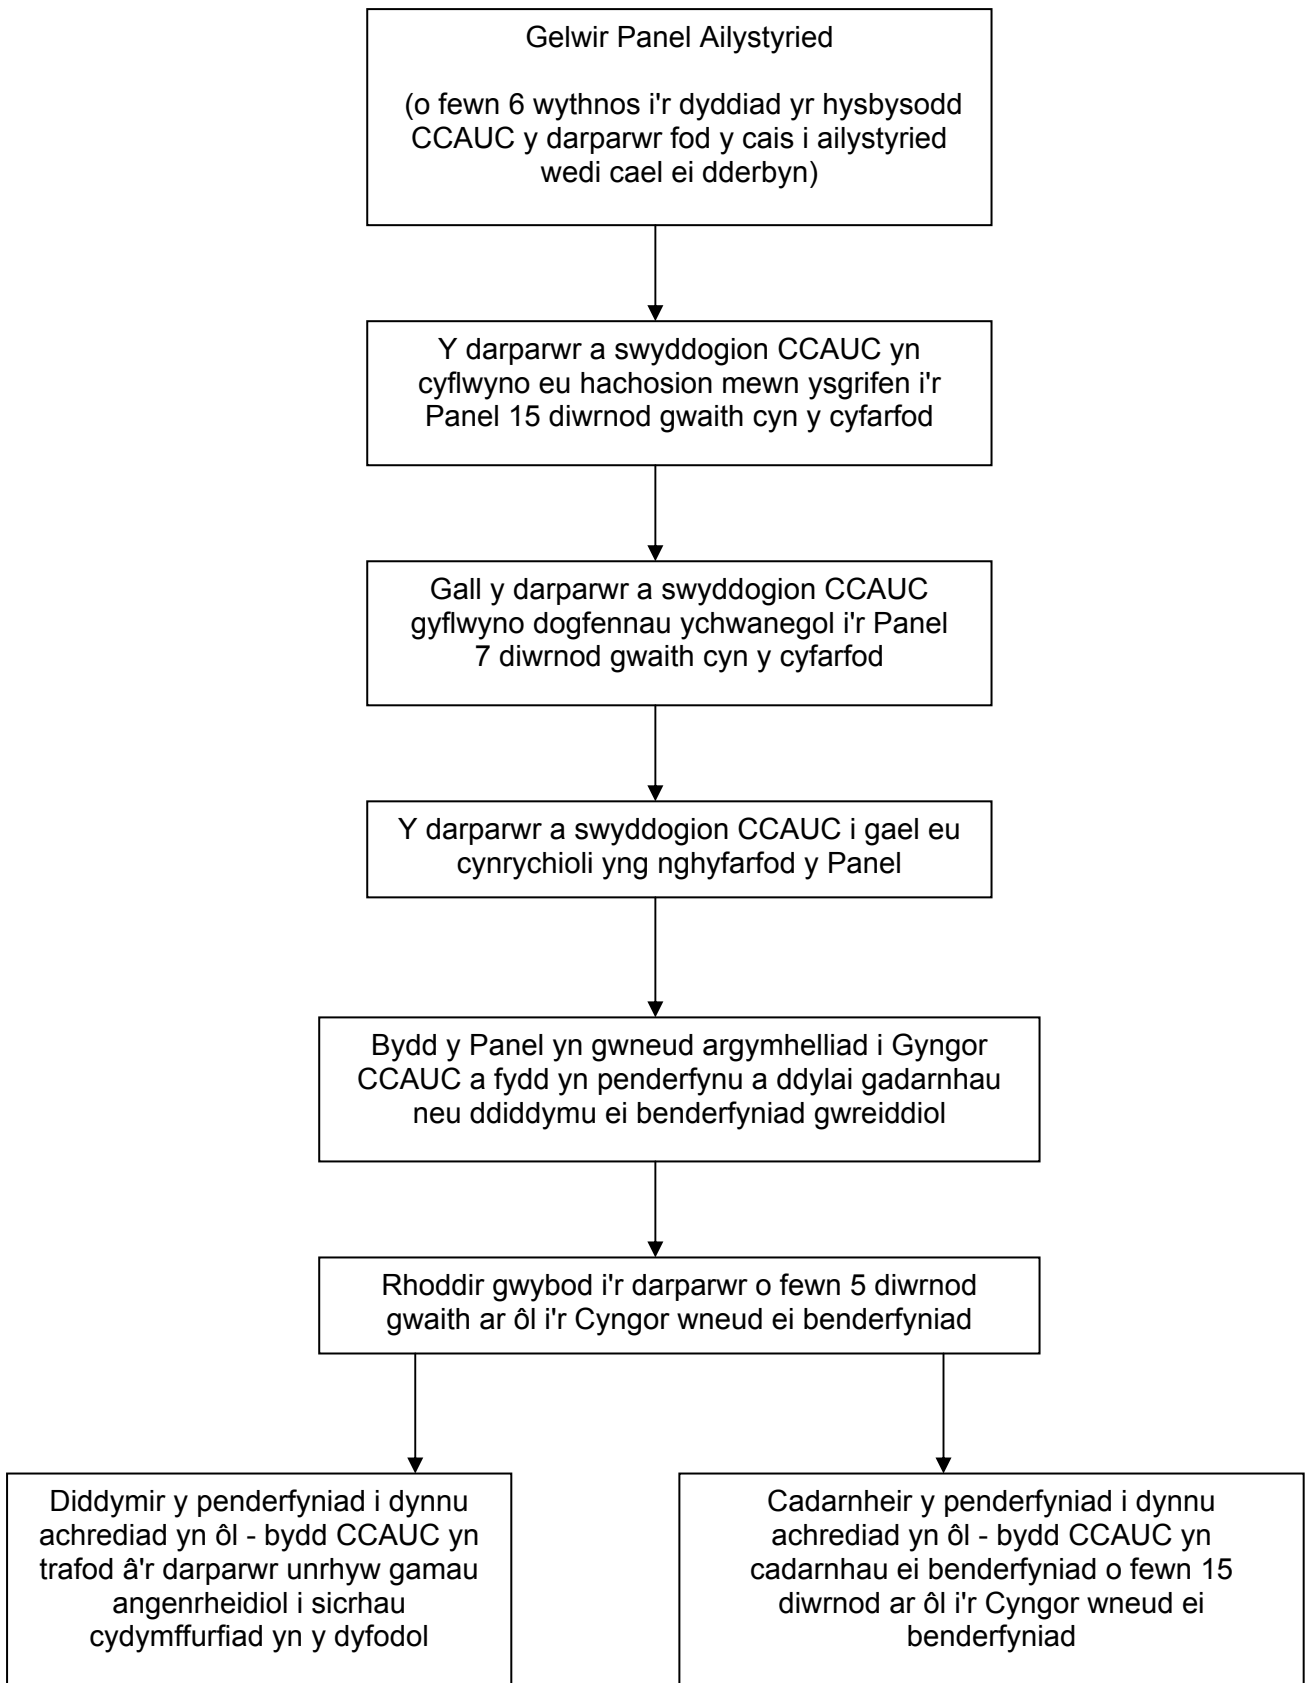 Gelwir Panel Ailystyried
(o fewn 6 wythnos i'r dyddiad yr hysbysodd
CCAUC y darparwr fod y cais i ailystyried
wedi cael ei dderbyn)
Y darparwr a swyddogion CCAUC yn
cyflwyno eu hachosion mewn ysgrifen i'r
Panel 15 diwrnod gwaith cyn y cyfarfod
Gall y darparwr a swyddogion CCAUC
gyflwyno dogfennau ychwanegol i'r Panel
7 diwrnod gwaith cyn y cyfarfod
Y darparwr a swyddogion CCAUC i gael eu
cynrychioli yng nghyfarfod y Panel
Bydd y Panel yn gwneud argymhelliad i Gyngor
CCAUC a fydd yn penderfynu a ddylai gadarnhau
neu ddiddymu ei benderfyniad gwreiddiol
Rhoddir gwybod i'r darparwr o fewn 5 diwrnod
gwaith ar ôl i'r Cyngor wneud ei benderfyniad
Diddymir y penderfyniad i dynnu
achrediad yn ôl - bydd CCAUC yn
trafod â'r darparwr unrhyw gamau
angenrheidiol i sicrhau
cydymffurfiad yn y dyfodol
Cadarnheir y penderfyniad i dynnu
achrediad yn ôl - bydd CCAUC yn
cadarnhau ei benderfyniad o fewn 15
diwrnod ar ôl i'r Cyngor wneud ei
benderfyniad